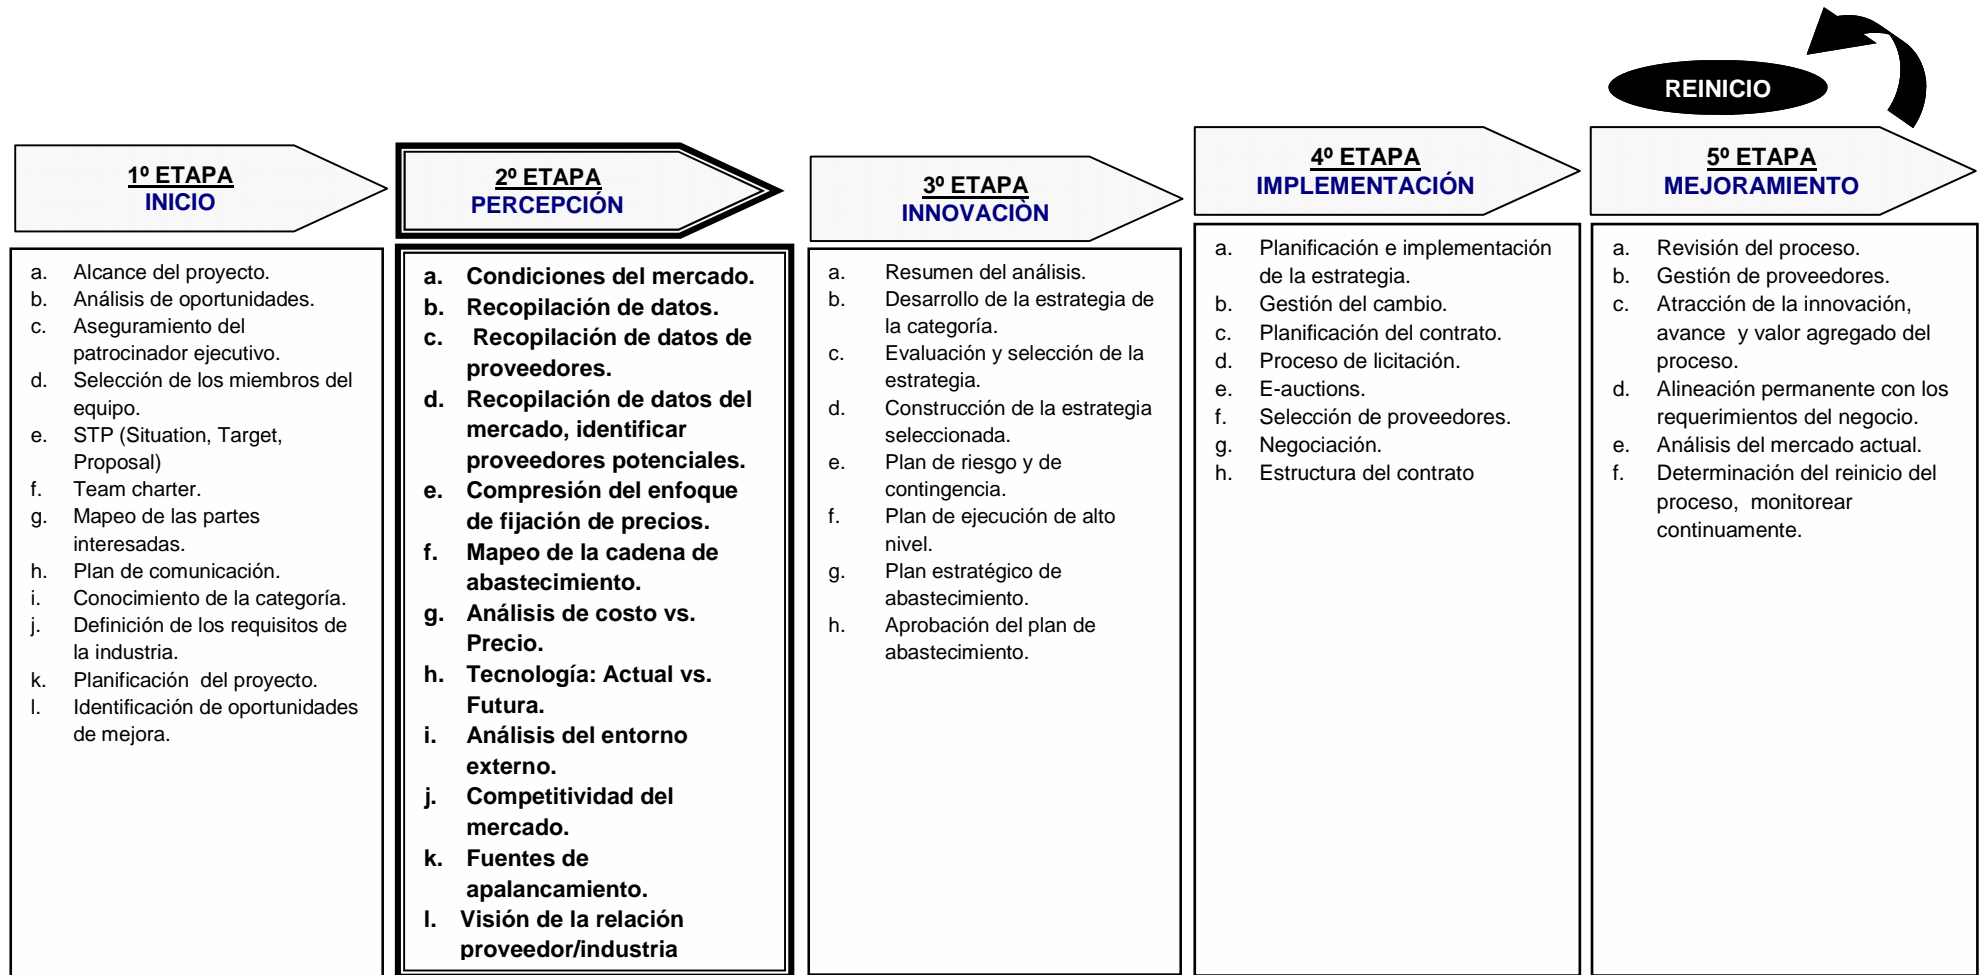 REINICIO
1º ETAPA
INICIO
a. Alcance del proyecto.
b. Análisis de oportunidades.
c. Aseguramiento del
patrocinador ejecutivo.
d. Selección de los miembros del
equipo.
e. STP (Situation, Target,
Proposal)
f. Team charter.
g. Mapeo de las partes
interesadas.
h. Plan de comunicación.
i. Conocimiento de la categoría.
j. Definición de los requisitos de
la industria.
k. Planificación del proyecto.
l. Identificación de oportunidades
de mejora.
2º ETAPA
PERCEPCIÓN
a. Condiciones del mercado.
b. Recopilación de datos.
c. Recopilación de datos de
proveedores.
d. Recopilación de datos del
mercado, identificar
proveedores potenciales.
e. Compresión del enfoque
de fijación de precios.
f. Mapeo de la cadena de
abastecimiento.
g. Análisis de costo vs.
Precio.
h. Tecnología: Actual vs.
Futura.
i. Análisis del entorno
externo.
j. Competitividad del
mercado.
k. Fuentes de
apalancamiento.
l. Visión de la relación
proveedor/industria
3º ETAPA
INNOVACIÒN
a. Resumen del análisis.
b. Desarrollo de la estrategia de
la categoría.
c. Evaluación y selección de la
estrategia.
d. Construcción de la estrategia
seleccionada.
e. Plan de riesgo y de
contingencia.
f. Plan de ejecución de alto
nivel.
g. Plan estratégico de
abastecimiento.
h. Aprobación del plan de
abastecimiento.
4º ETAPA
IMPLEMENTACIÓN
a. Planificación e implementación
de la estrategia.
b. Gestión del cambio.
c. Planificación del contrato.
d. Proceso de licitación.
e. E-auctions.
f. Selección de proveedores.
g. Negociación.
h. Estructura del contrato
5º ETAPA
MEJORAMIENTO
a. Revisión del proceso.
b. Gestión de proveedores.
c. Atracción de la innovación,
avance y valor agregado del
proceso.
d. Alineación permanente con los
requerimientos del negocio.
e. Análisis del mercado actual.
f. Determinación del reinicio del
proceso, monitorear
continuamente.